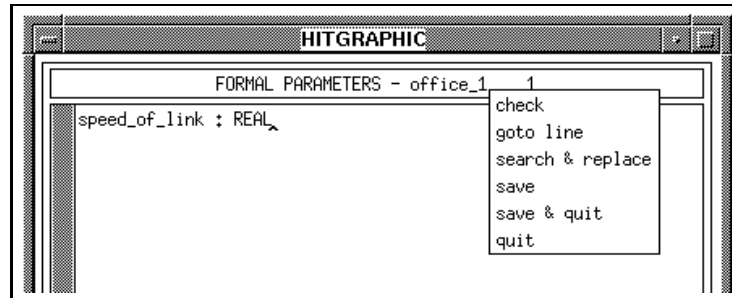 HITGRAPHIC
FORMAL PARAMETERS - office_1 1
speed_of_link : REAL
check
goto line
search & replace
save
save & quit
quit